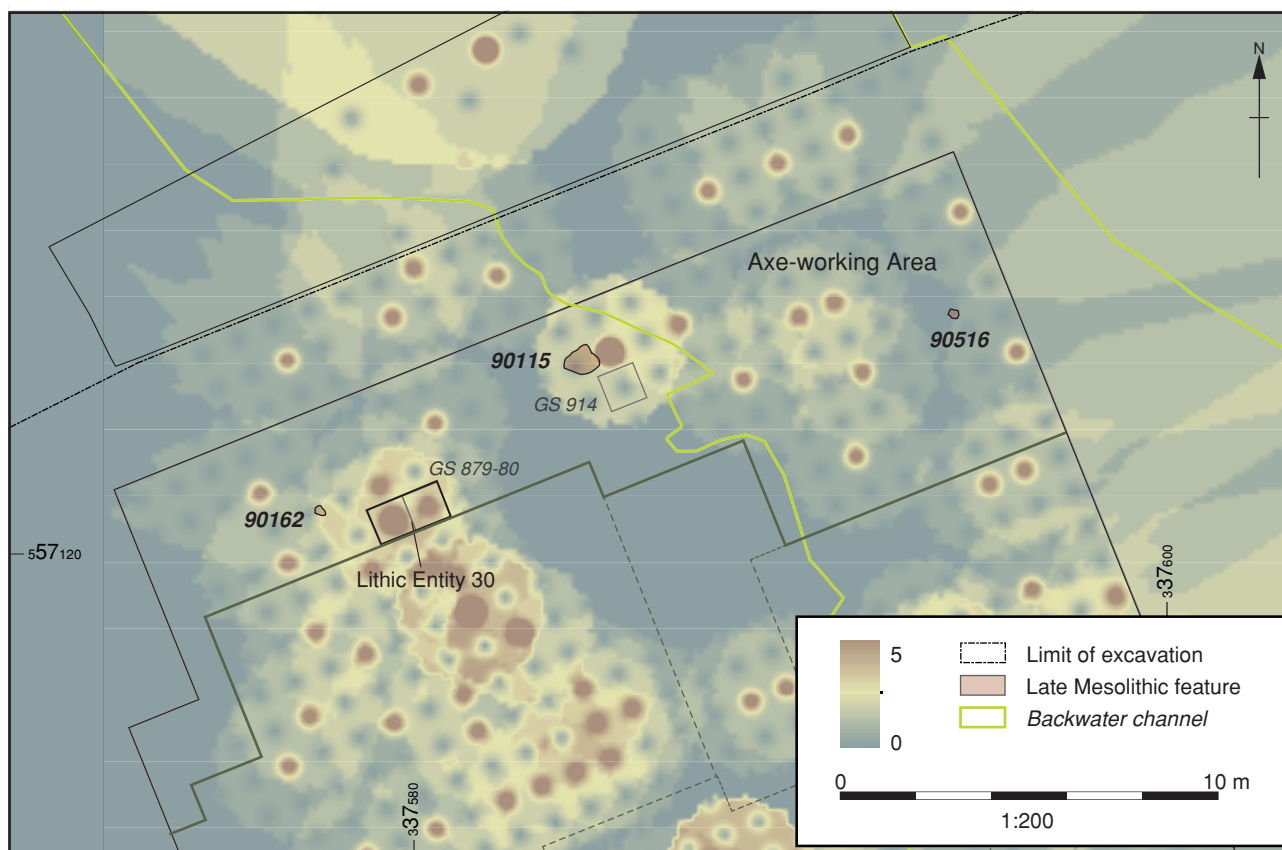 N
Axe-working Area
90516
90115
GS 914
GS 879-80
90162
Lithic Entity 30
557120
337600
337580
5
0
Limit of excavation
Late Mesolithic feature
Backwater channel
0 10 m
1:200